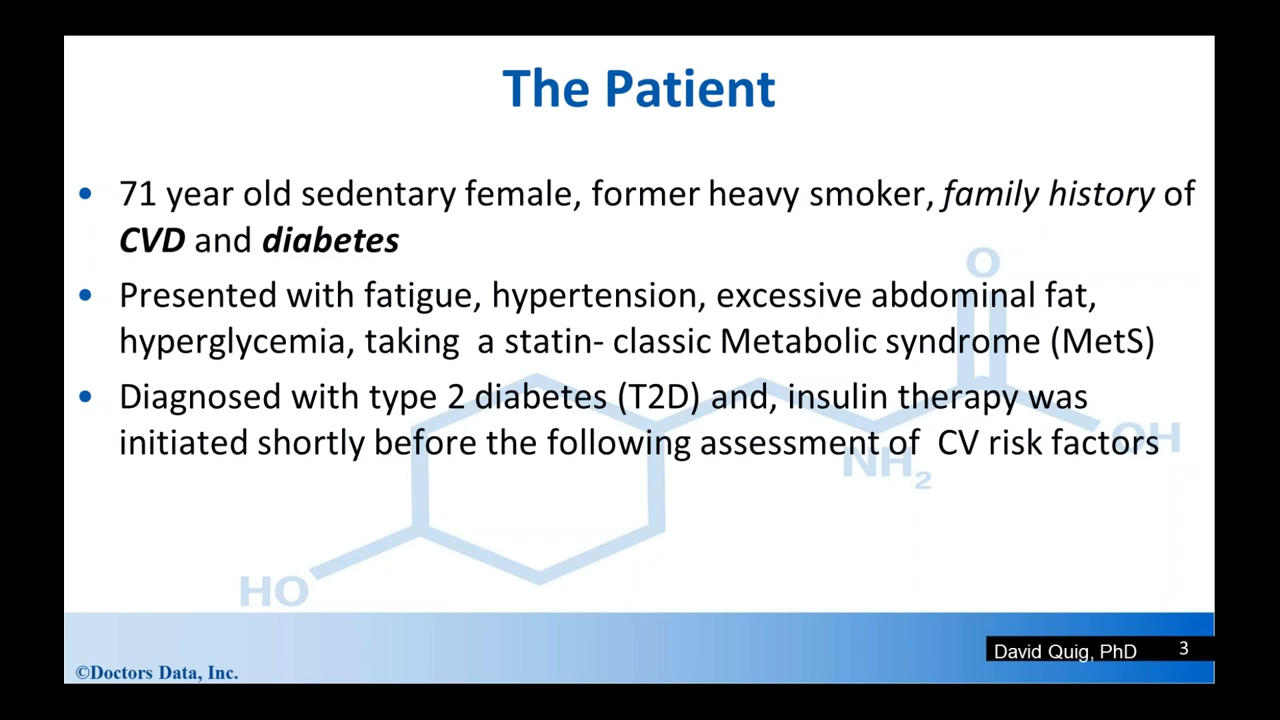 The Patient
• 71 year old sedentary female, former heavy smoker, family history of
CVD and diabetes
• Presented with fatigue, hypertension, excessive abdominal fat,
hyperglycemia, taking  a statin- classic Metabolic syndrome (MetS)
• Diagnosed with type 2 diabetes (T2D) and, insulin therapy was
initiated shortly before the following assessment of  CV risk factors
O
OH
NH2
HO
David Quig, PhD 3
©Doctors Data, Inc.